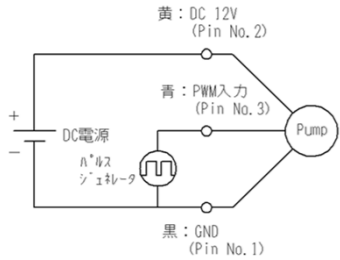 黄：DC 12V
(Pin No.2)
青：PWM入力
(Pin No.3)
+
DC電源
−
ﾊﾟﾙｽ
ｼﾞｪﾈﾚｰﾀ
Pump
黒：GND
(Pin No.1)